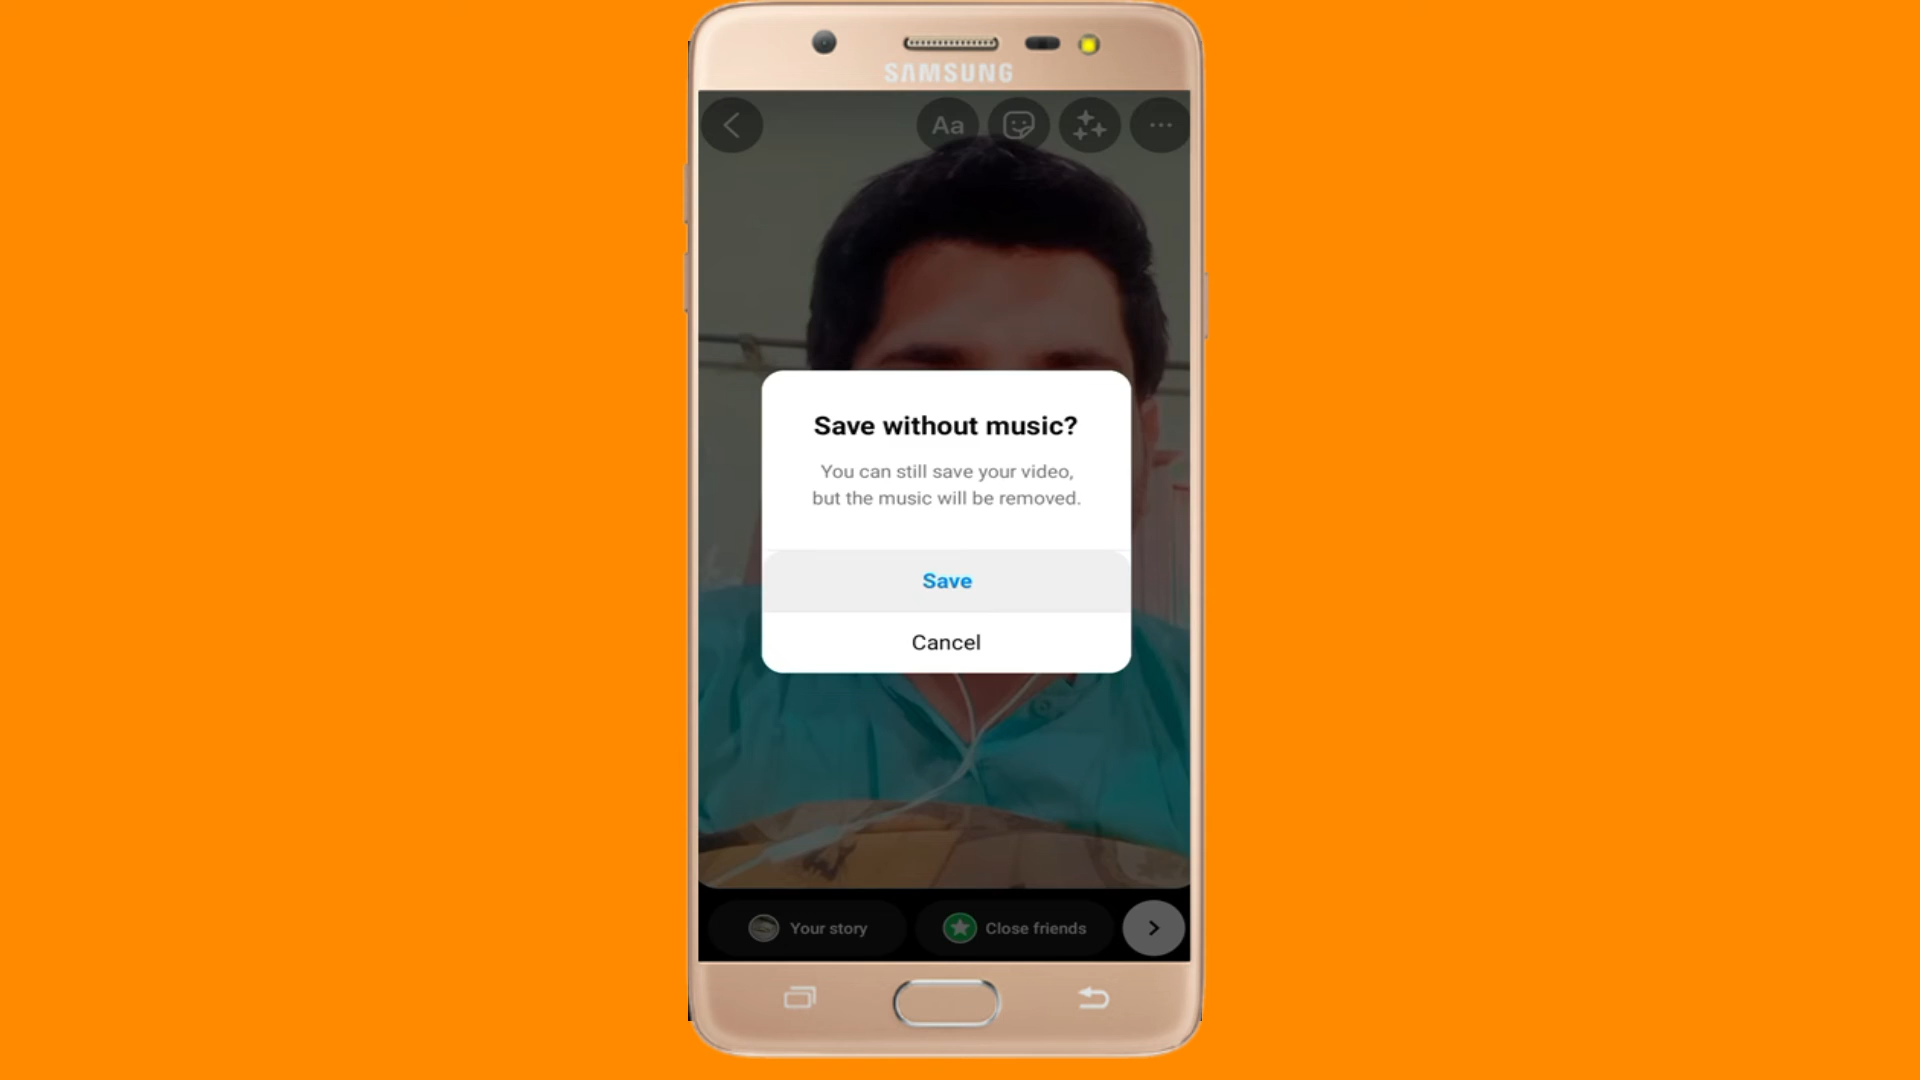 SAMSUNG
Aa
Save without music?
You can still save your video,
but the music will be removed.
Save
Cancel
Your story
Close friends